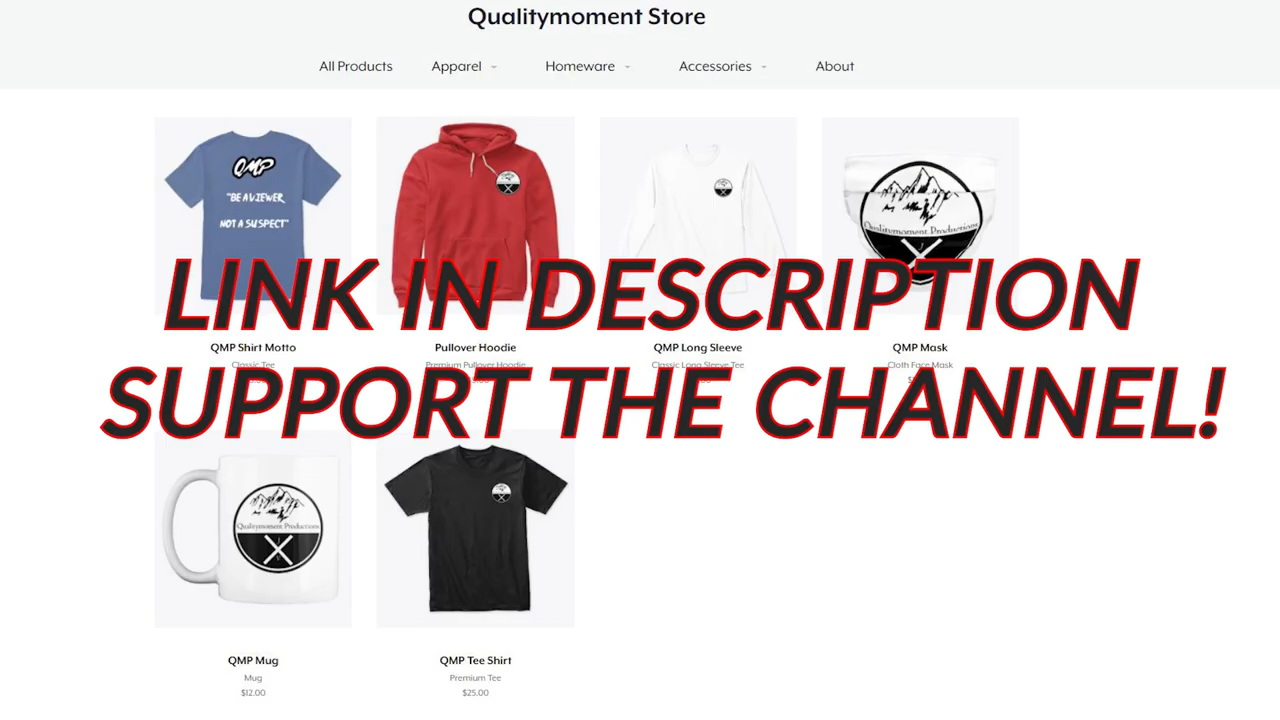 Qualitymoment Store
All Products Apparel Homeware Accessories About
QMP
"BE A VIEWER
NOT A SUSPECT"
Qualitymoment Productions
LINK IN DESCRIPTION
QMP Shirt Motto Pullover Hoodie QMP Long Sleeve QMP Mask
Classic Tee Premium Pullover Hoodie Classic Long Sleeve Tee Cloth Face Mask
SUPPORT THE CHANNEL!
Qualitymoment Productions
QMP Mug QMP Tee Shirt
Mug Premium Tee
$12.00 $25.00